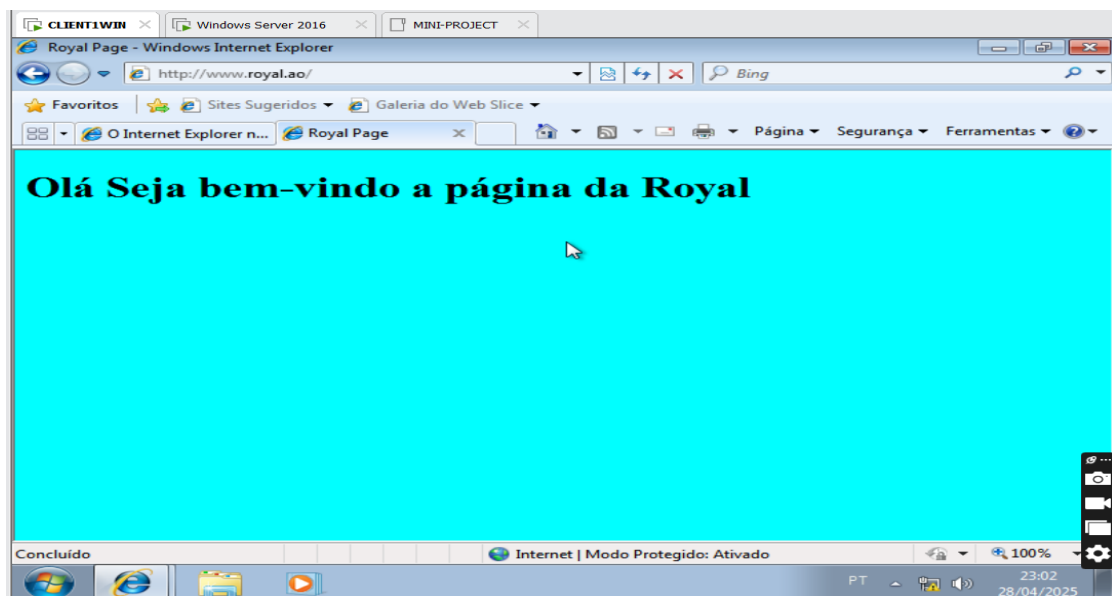 CLIENT1WIN
Windows Server 2016
MINI-PROJECT
Royal Page - Windows Internet Explorer
http://www.royal.ao/
Bing
Favoritos Sites Sugeridos Galeria do Web Slice
O Internet Explorer n... Royal Page Página Segurança Ferramentas
Olá Seja bem-vindo a página da Royal
Concluído Internet | Modo Protegido: Ativado 100%
PT 23:02
28/04/2025